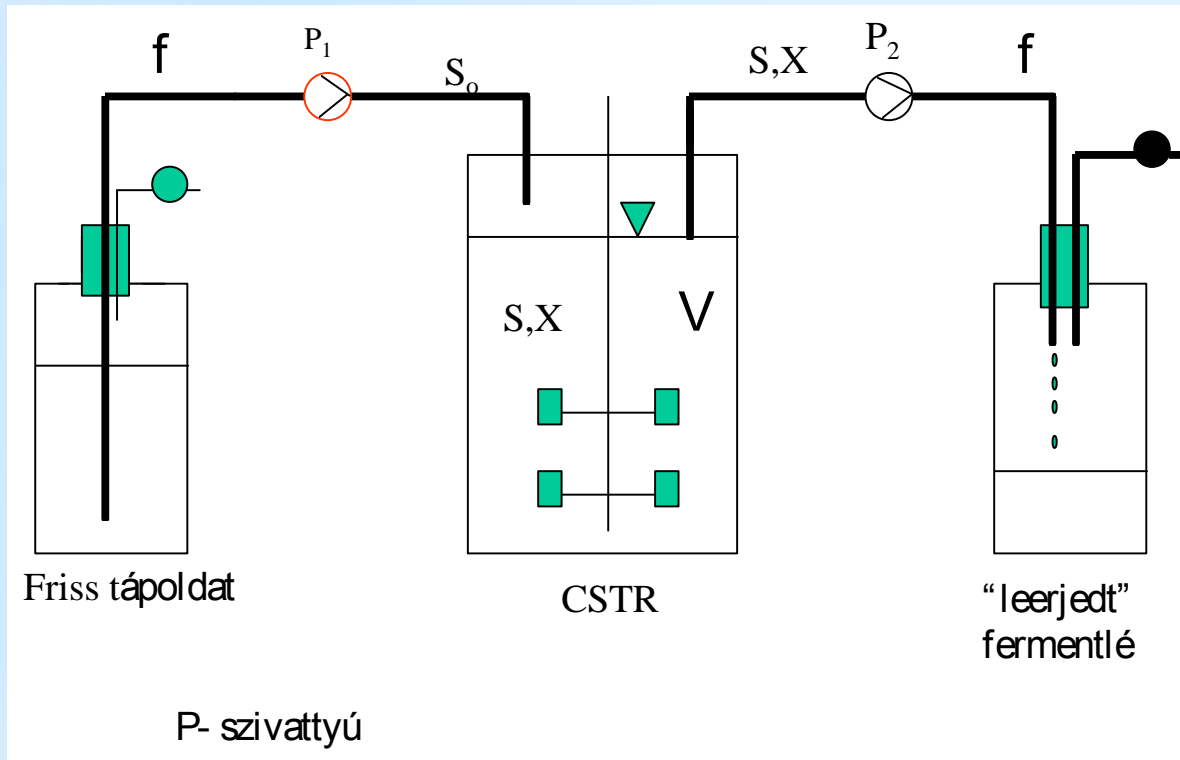 f
P₁
Sₒ
S,X
P₂
f
S,X
V
Friss tápoldat
CSTR
“leerjedt”
fermentlé
P- szivattyú